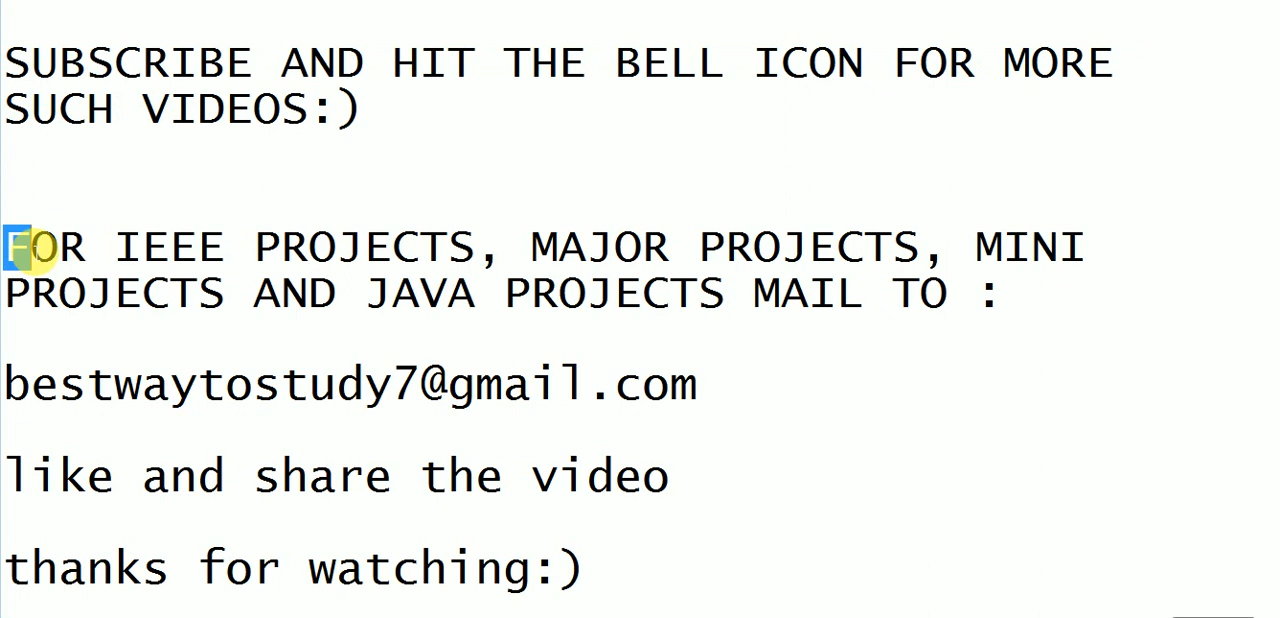 SUBSCRIBE AND HIT THE BELL ICON FOR MORE
SUCH VIDEOS:)
FOR IEEE PROJECTS, MAJOR PROJECTS, MINI
PROJECTS AND JAVA PROJECTS MAIL TO :
bestwaytostudy7@gmail.com
like and share the video
thanks for watching:)